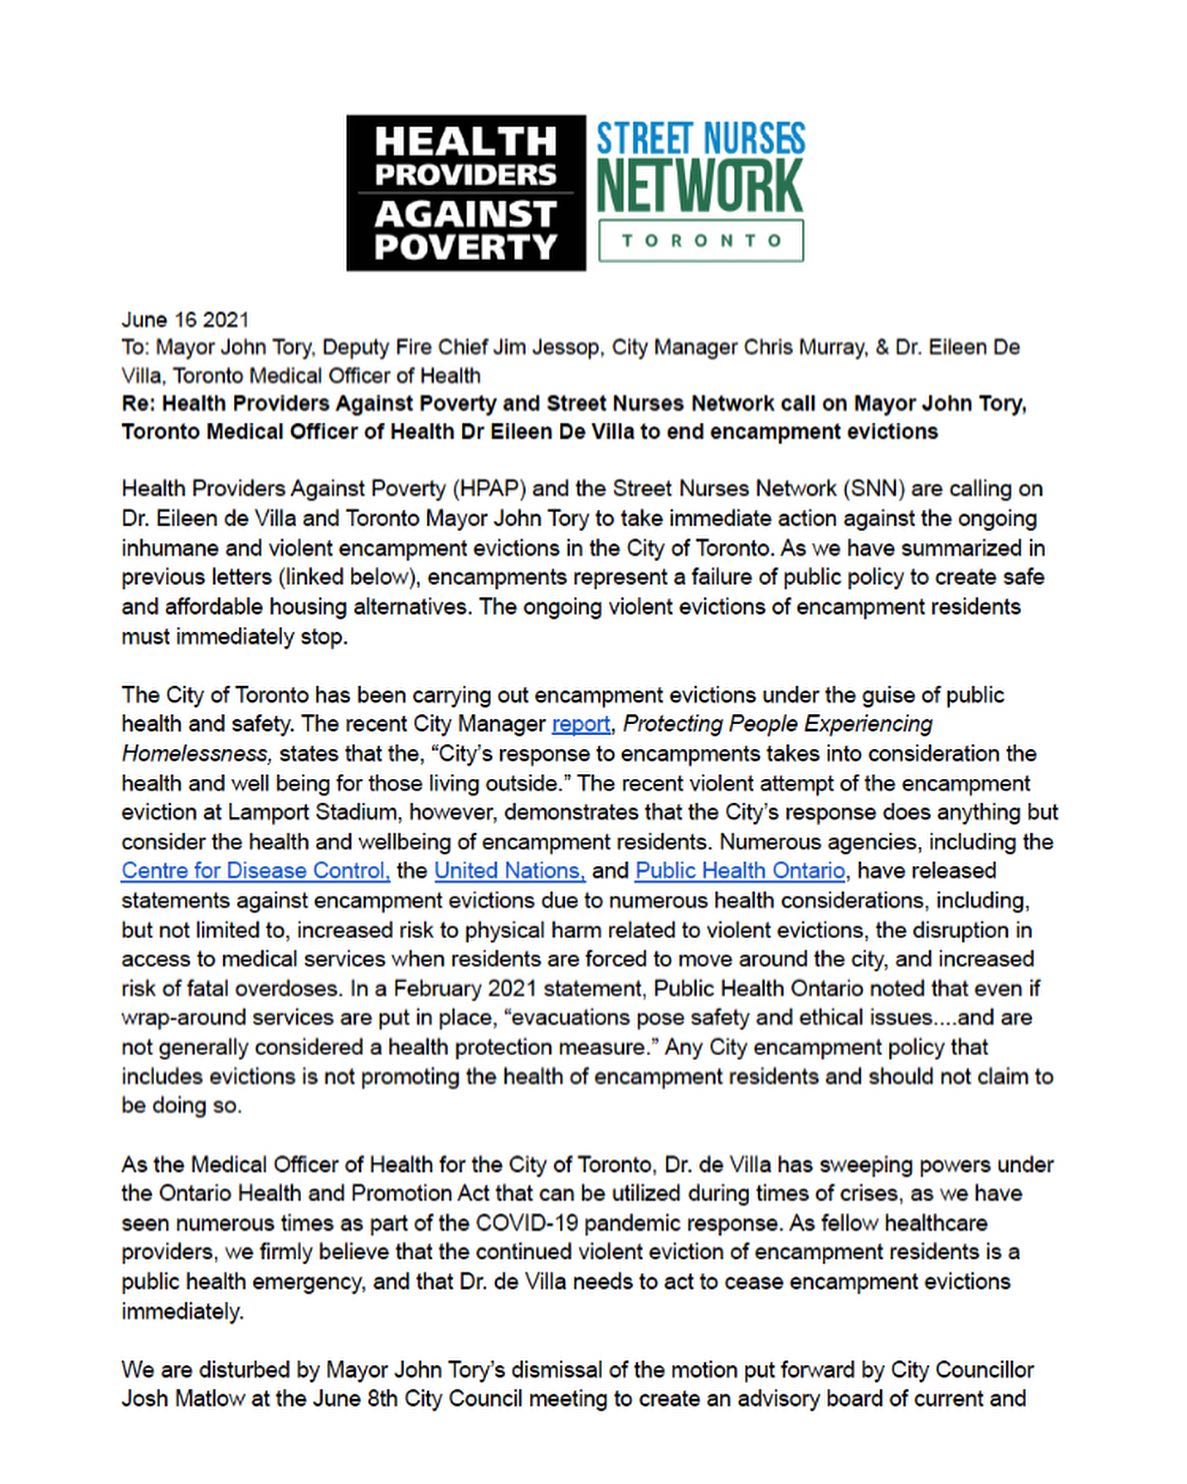 HEALTH
PROVIDERS
AGAINST
POVERTY
STREET NURSES
NETWORK
TORONTO
June 16 2021
To: Mayor John Tory, Deputy Fire Chief Jim Jessop, City Manager Chris Murray, & Dr. Eileen De
Villa, Toronto Medical Officer of Health
Re: Health Providers Against Poverty and Street Nurses Network call on Mayor John Tory,
Toronto Medical Officer of Health Dr Eileen De Villa to end encampment evictions
Health Providers Against Poverty (HPAP) and the Street Nurses Network (SNN) are calling on
Dr. Eileen de Villa and Toronto Mayor John Tory to take immediate action against the ongoing
inhumane and violent encampment evictions in the City of Toronto. As we have summarized in
previous letters (linked below), encampments represent a failure of public policy to create safe
and affordable housing alternatives. The ongoing violent evictions of encampment residents
must immediately stop.
The City of Toronto has been carrying out encampment evictions under the guise of public
health and safety. The recent City Manager report, Protecting People Experiencing
Homelessness, states that the, “City’s response to encampments takes into consideration the
health and well being for those living outside.” The recent violent attempt of the encampment
eviction at Lamport Stadium, however, demonstrates that the City’s response does anything but
consider the health and wellbeing of encampment residents. Numerous agencies, including the
Centre for Disease Control, the United Nations, and Public Health Ontario, have released
statements against encampment evictions due to numerous health considerations, including,
but not limited to, increased risk to physical harm related to violent evictions, the disruption in
access to medical services when residents are forced to move around the city, and increased
risk of fatal overdoses. In a February 2021 statement, Public Health Ontario noted that even if
wrap-around services are put in place, “evacuations pose safety and ethical issues....and are
not generally considered a health protection measure.” Any City encampment policy that
includes evictions is not promoting the health of encampment residents and should not claim to
be doing so.
As the Medical Officer of Health for the City of Toronto, Dr. de Villa has sweeping powers under
the Ontario Health and Promotion Act that can be utilized during times of crises, as we have
seen numerous times as part of the COVID-19 pandemic response. As fellow healthcare
providers, we firmly believe that the continued violent eviction of encampment residents is a
public health emergency, and that Dr. de Villa needs to act to cease encampment evictions
immediately.
We are disturbed by Mayor John Tory’s dismissal of the motion put forward by City Councillor
Josh Matlow at the June 8th City Council meeting to create an advisory board of current and